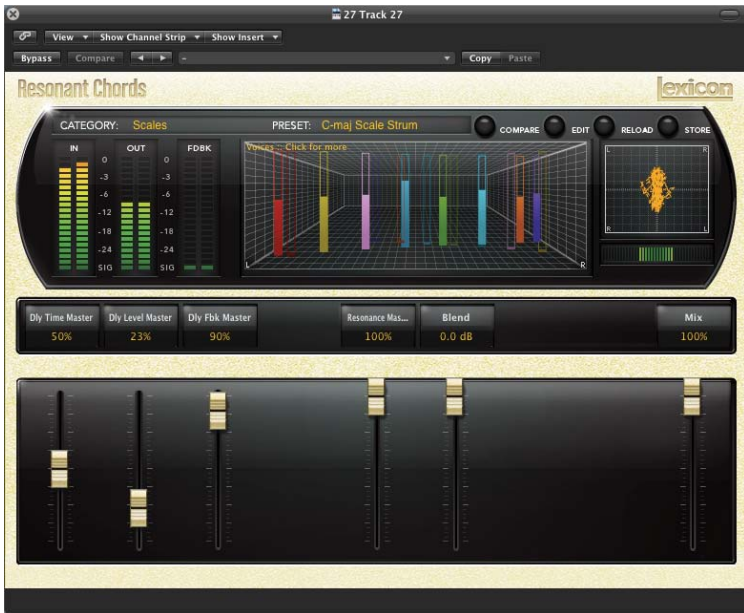 27 Track 27
View Show Channel Strip Show Insert
Bypass Compare - Copy Paste
Resonant Chords
lexicon
CATEGORY: Scales PRESET: C-maj Scale Strum COMPARE EDIT RELOAD STORE
IN OUT FDBK
Voices :: Click for more
0 0
-3 -3
-6 -6
-12 -12
-18 -18
-24 -24
SIG SIG
L R
L R
R
Dly Time Master Dly Level Master Dly Fbk Master Resonance Mas... Blend Mix
50% 23% 90% 100% 0.0 dB 100%